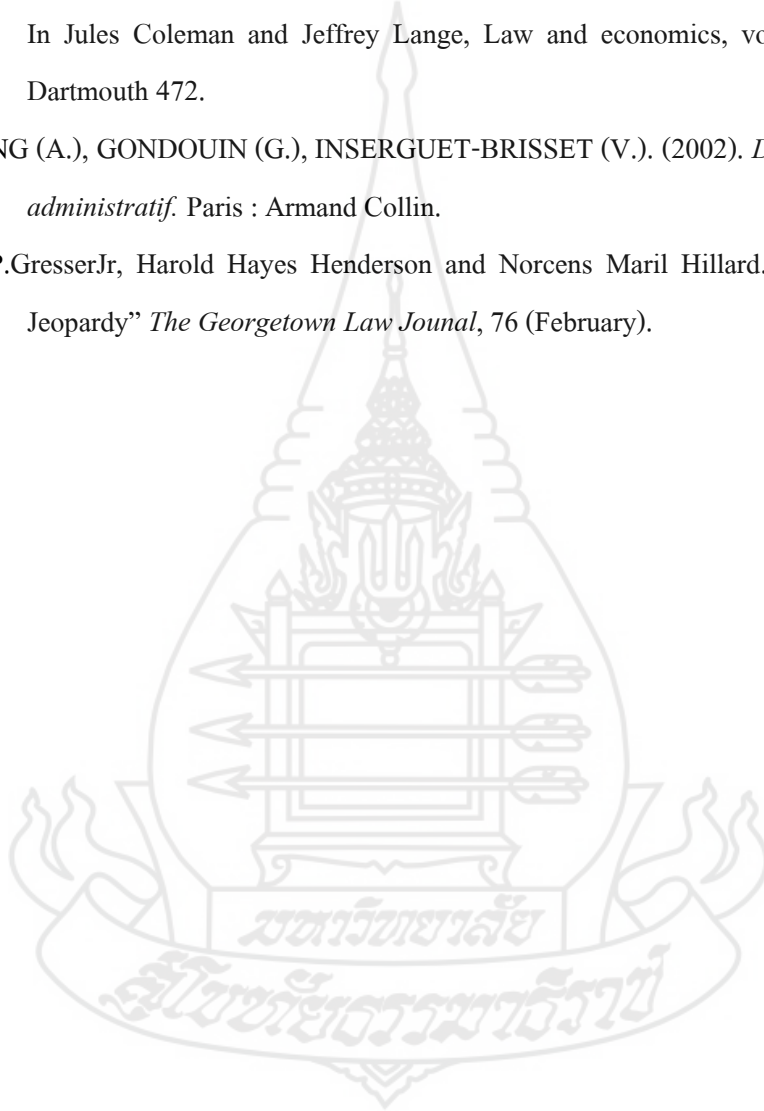 In Jules Coleman and Jeffrey Lange, Law and economics, vo
Dartmouth 472.
NG (A.), GONDOUIN (G.), INSERGUET-BRISSET (V.). (2002). D
administratif. Paris : Armand Collin.
P.GresserJr, Harold Hayes Henderson and Norcens Maril Hillard.
Jeopardy” The Georgetown Law Jounal, 76 (February).
มหาวิทยาลัย
สุโขทัยธรรมาธิราช